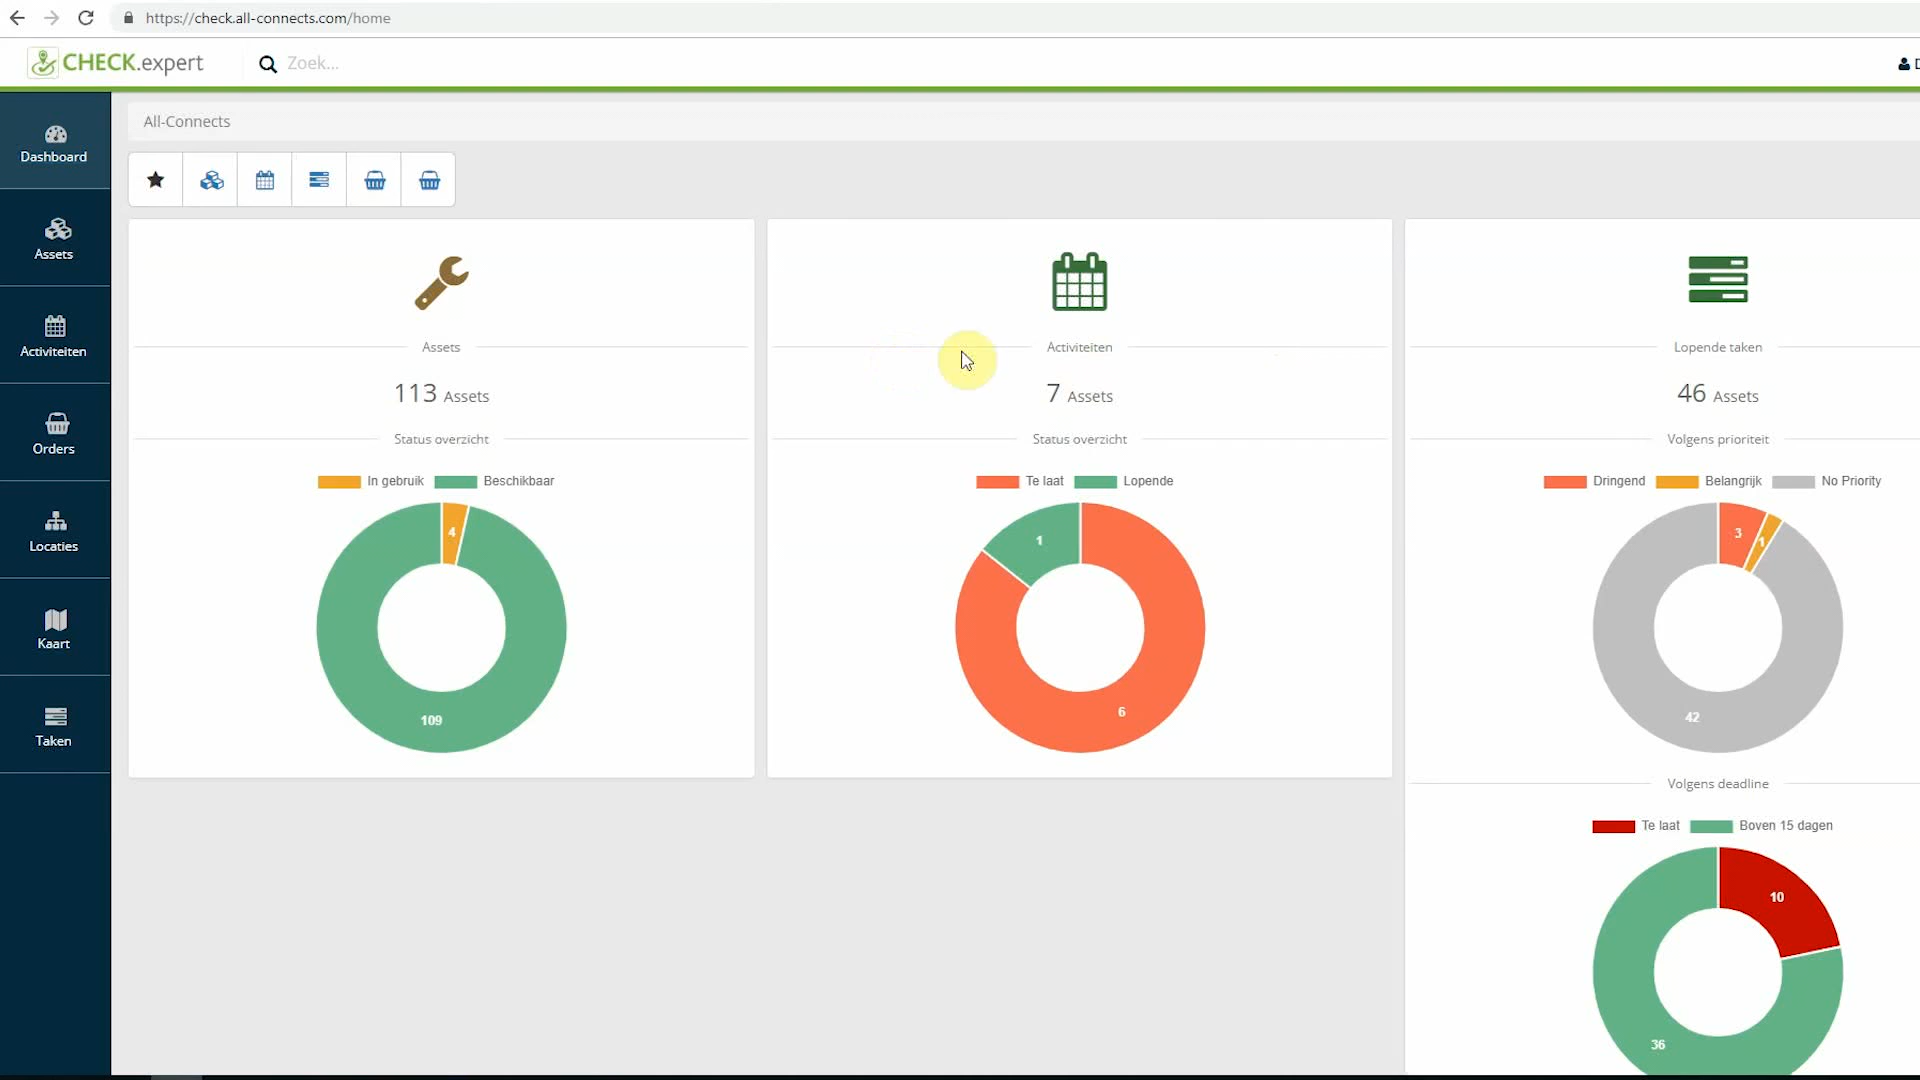 https://check.all-connects.com/home
CHECK.expert
Zoek...
All-Connects
Dashboard
Assets
Activiteiten
Orders
Locaties
Kaart
Taken
Assets
113 Assets
Status overzicht
In gebruik Beschikbaar
4
109
Activiteiten
7 Assets
Status overzicht
Te laat Lopende
1
6
Lopende taken
46 Assets
Volgens prioriteit
Dringend Belangrijk No Priority
3
1
42
Volgens deadline
Te laat Boven 15 dagen
10
36